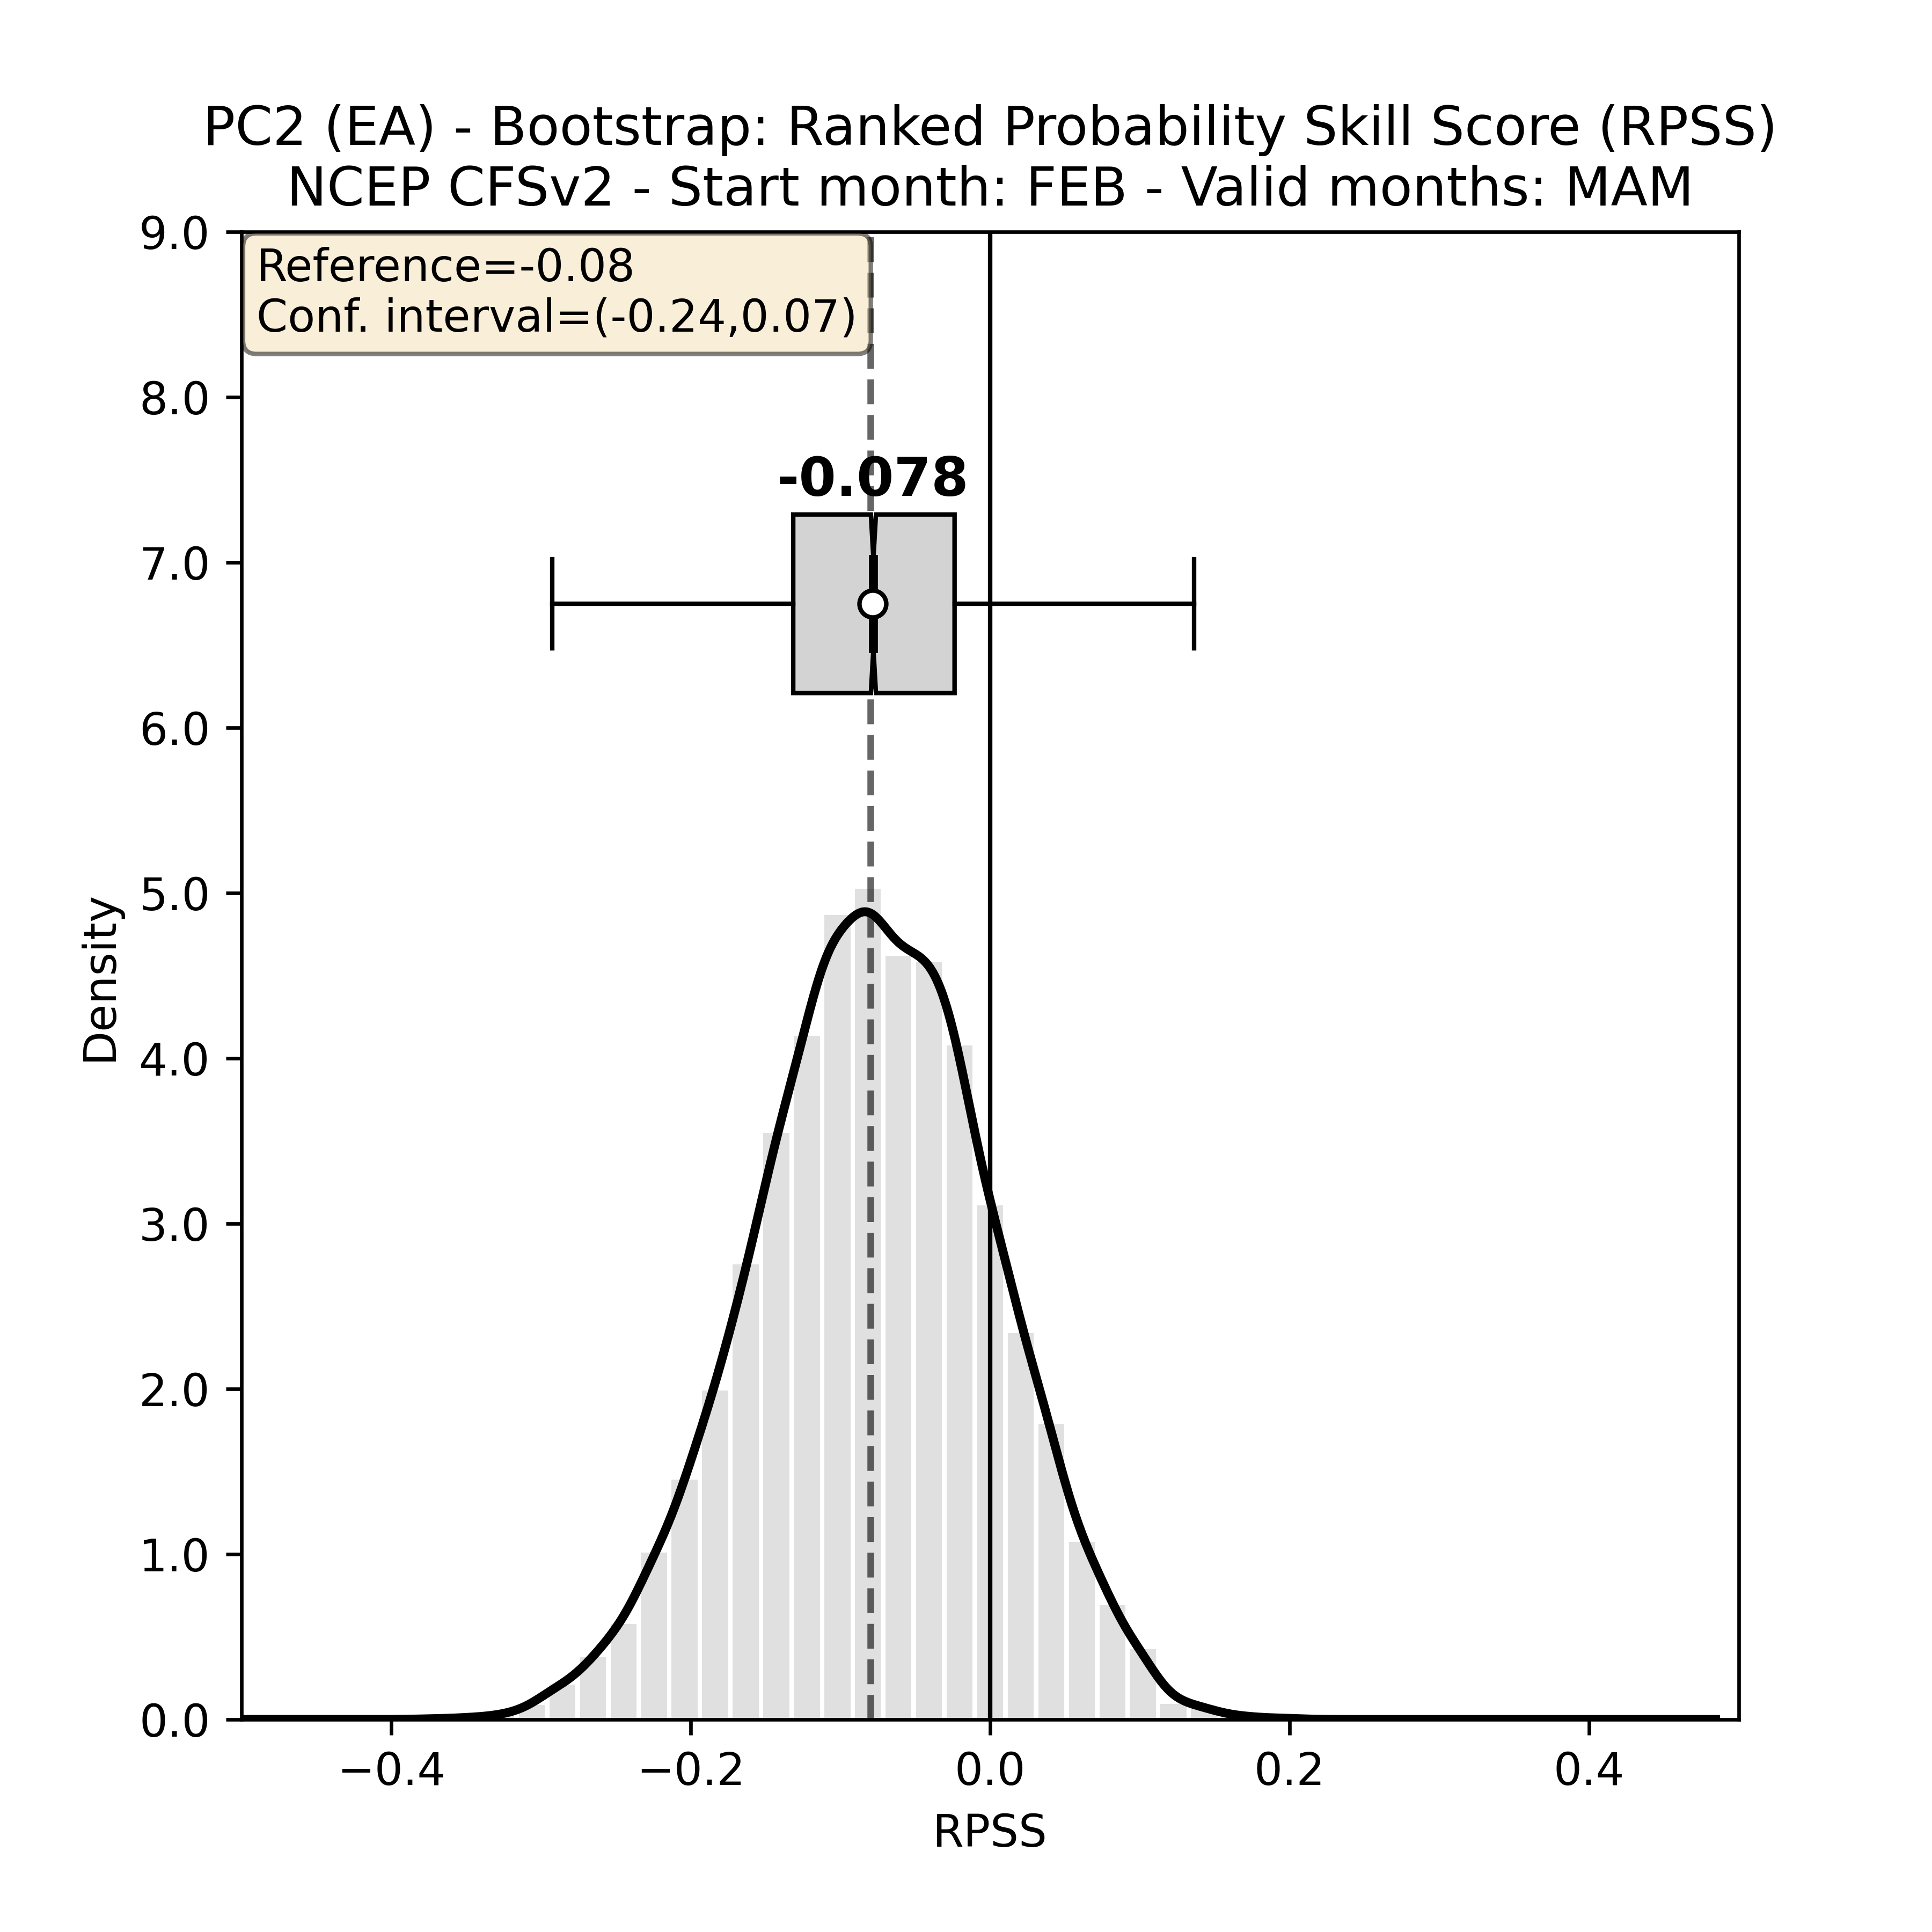 PC2 (EA) - Bootstrap: Ranked Probability Skill Score (RPSS)
NCEP CFSv2 - Start month: FEB - Valid months: MAM
Reference=-0.08
Conf. interval=(-0.24,0.07)
-0.078
9.0
8.0
7.0
6.0
5.0
4.0
3.0
2.0
1.0
0.0
Density
−0.4
−0.2
0.0
0.2
0.4
RPSS